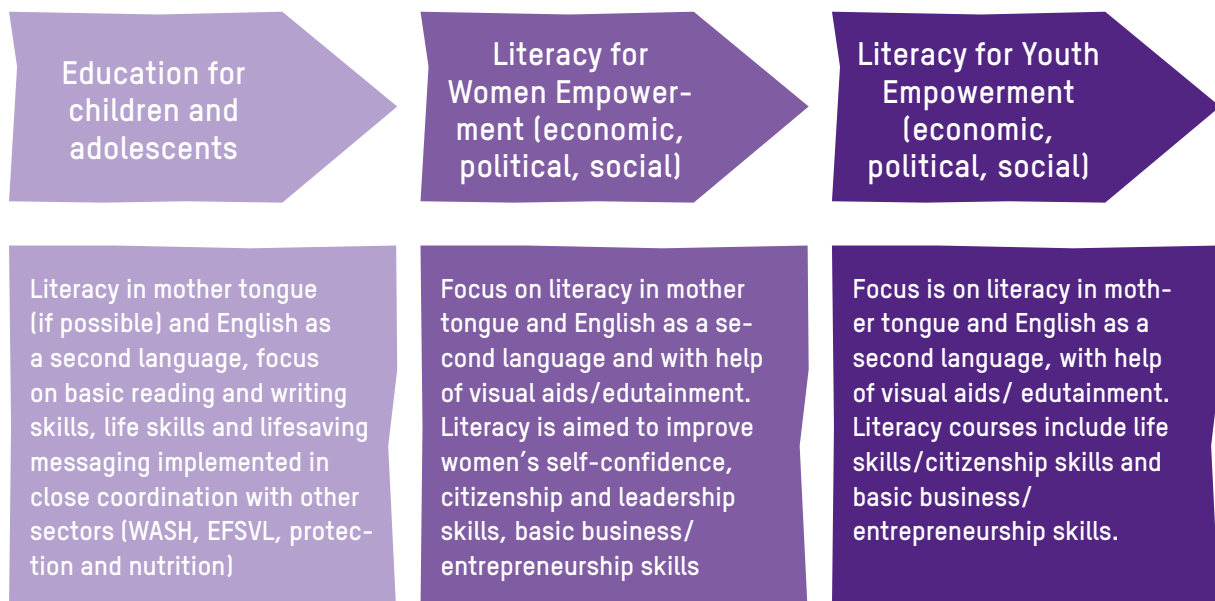 Education for
children and
adolescents
Literacy for
Women Empower-
ment (economic,
political, social)
Literacy for Youth
Empowerment
(economic,
political, social)
Literacy in mother tongue
(if possible) and English as
a second language, focus
on basic reading and writing
skills, life skills and lifesaving
messaging implemented in
close coordination with other
sectors (WASH, EFSVL, protec-
tion and nutrition)
Focus on literacy in mother
tongue and English as a se-
cond language and with help
of visual aids/edutainment.
Literacy is aimed to improve
women's self-confidence,
citizenship and leadership
skills, basic business/
entrepreneurship skills
Focus is on literacy in moth-
er tongue and English as a
second language, with help
of visual aids/ edutainment.
Literacy courses include life
skills/citizenship skills and
basic business/
entrepreneurship skills.